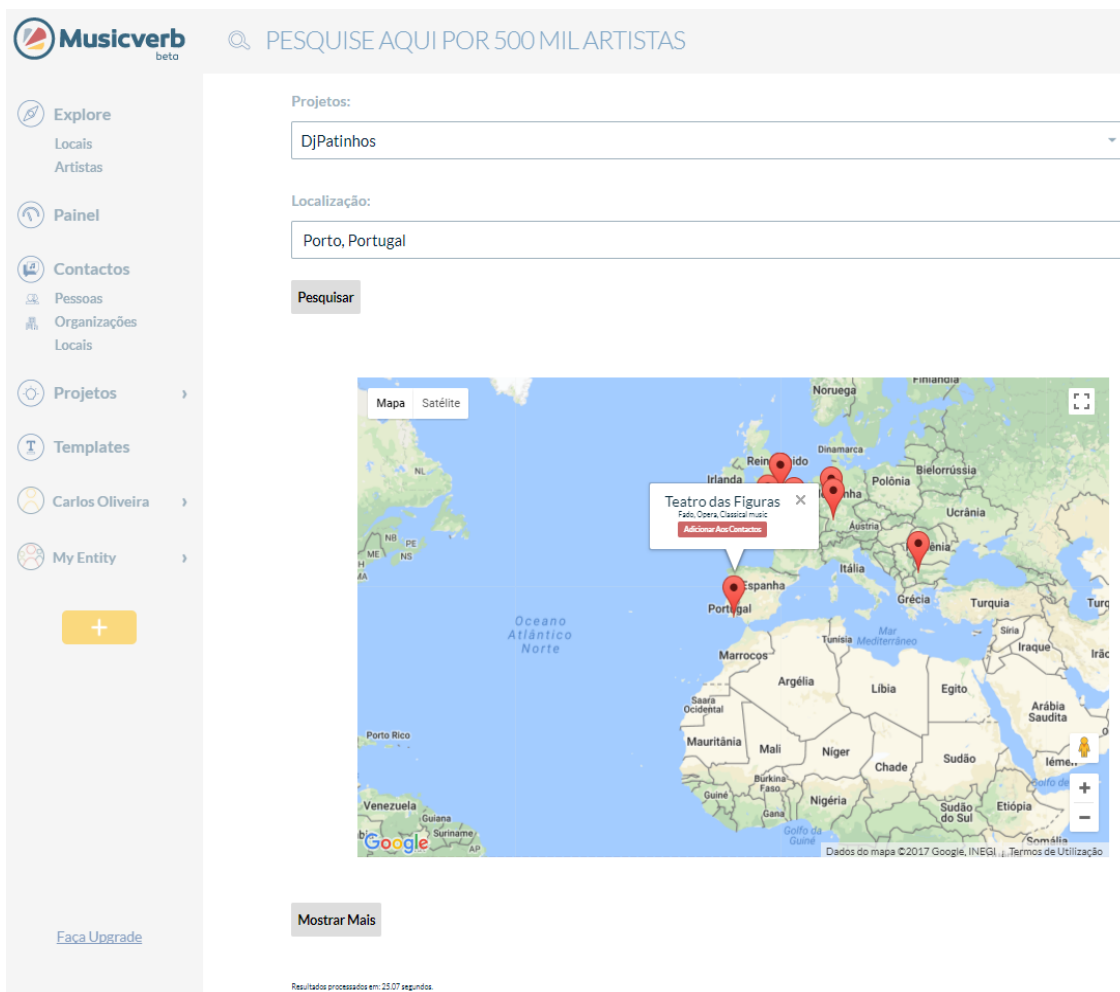 Musicverb
beta
PESQUISE AQUI POR 500 MIL ARTISTAS
Explore
Locais
Artistas
Painel
Contactos
Pessoas
Organizações
Locais
Projetos
Templates
Carlos Oliveira
My Entity
+
Faça Upgrade
Projetos:
DjPatinhos
Localização:
Porto, Portugal
Pesquisar
Mapa Satélite
Finlândia
Noruega
Dinamarca
Irlanda
Bielorrússia
Polónia
Ucrânia
Áustria
NL
NB
PE
ME
NS
Teatro das Figuras
Fado, Opera, Classical music
Adicionar Aos Contactos
Itália
Espanha
Portugal
Grécia
Turquia
Oceano
Atlântico
Norte
Mar
Mediterrâneo
Tunísia
Síria
Iraque
Marrocos
Argélia
Líbia
Egito
Saara
Ocidental
Arábia
Saudita
Porto Rico
Mauritânia
Mali
Níger
Chade
Sudão
Burkina
Faso
Guiné
Gana
Nigéria
Sudão
do Sul
Etiópia
Venezuela
Guiana
Suriname
AP
Golfo da
Guiné
Somália
Google
Dados do mapa ©2017 Google, INEGI
Termos de Utilização
Mostrar Mais
Resultados processados em: 25.07 segundos.